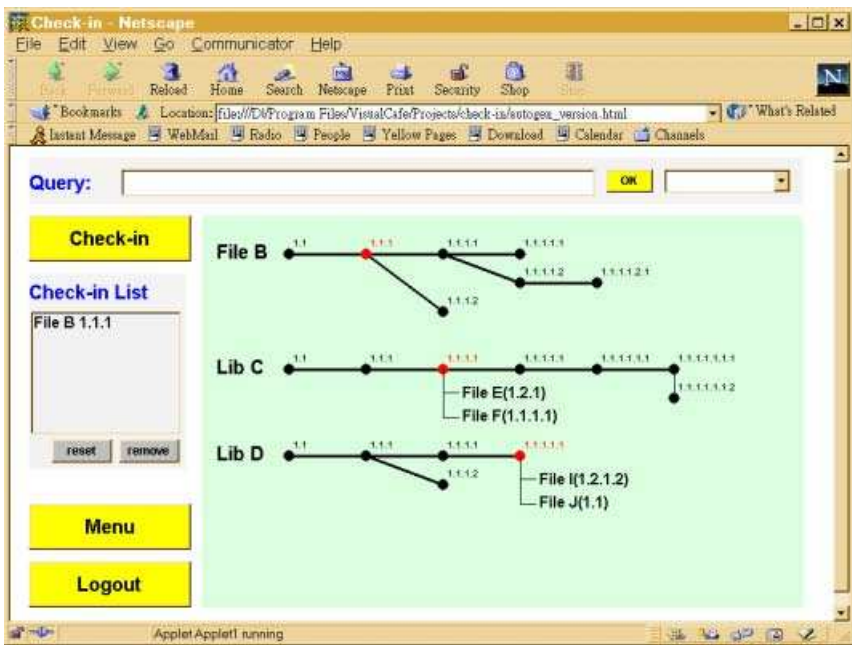 Check-in - Netscape
File Edit View Go Communicator Help
Reload Home Search Netscape Print Security Shop
Bookmarks Location: file:///D|/Program Files/VisualCafe/Projects/check-in/autogen_version.html What's Related
Instant Message WebMail Radio People Yellow Pages Download Calendar Channels
Query: OK
Check-in
Check-in List
File B 1.1.1
reset remove
Menu
Logout
File B 1.1 1.1.1 1.1.1.1 1.1.1.1.1
1.1.1.1.2 1.1.1.1.2.1
1.1.1.2
Lib C 1.1 1.1.1 1.1.1.1 1.1.1.1.1 1.1.1.1.1.1 1.1.1.1.1.1.1
1.1.1.1.1.1.2
File E(1.2.1)
File F(1.1.1.1)
Lib D 1.1 1.1.1 1.1.1.1 1.1.1.1.1
1.1.1.2
File I(1.2.1.2)
File J(1.1)
Applet Applet1 running